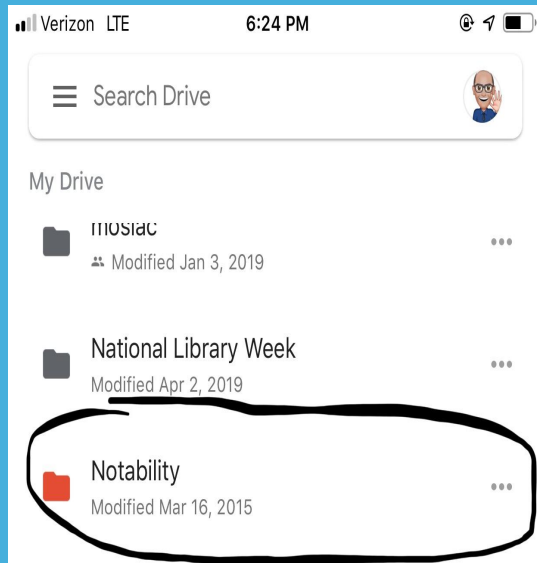 Verizon LTE 6:24 PM
Search Drive
My Drive
mosiac
Modified Jan 3, 2019
National Library Week
Modified Apr 2, 2019
Notability
Modified Mar 16, 2015